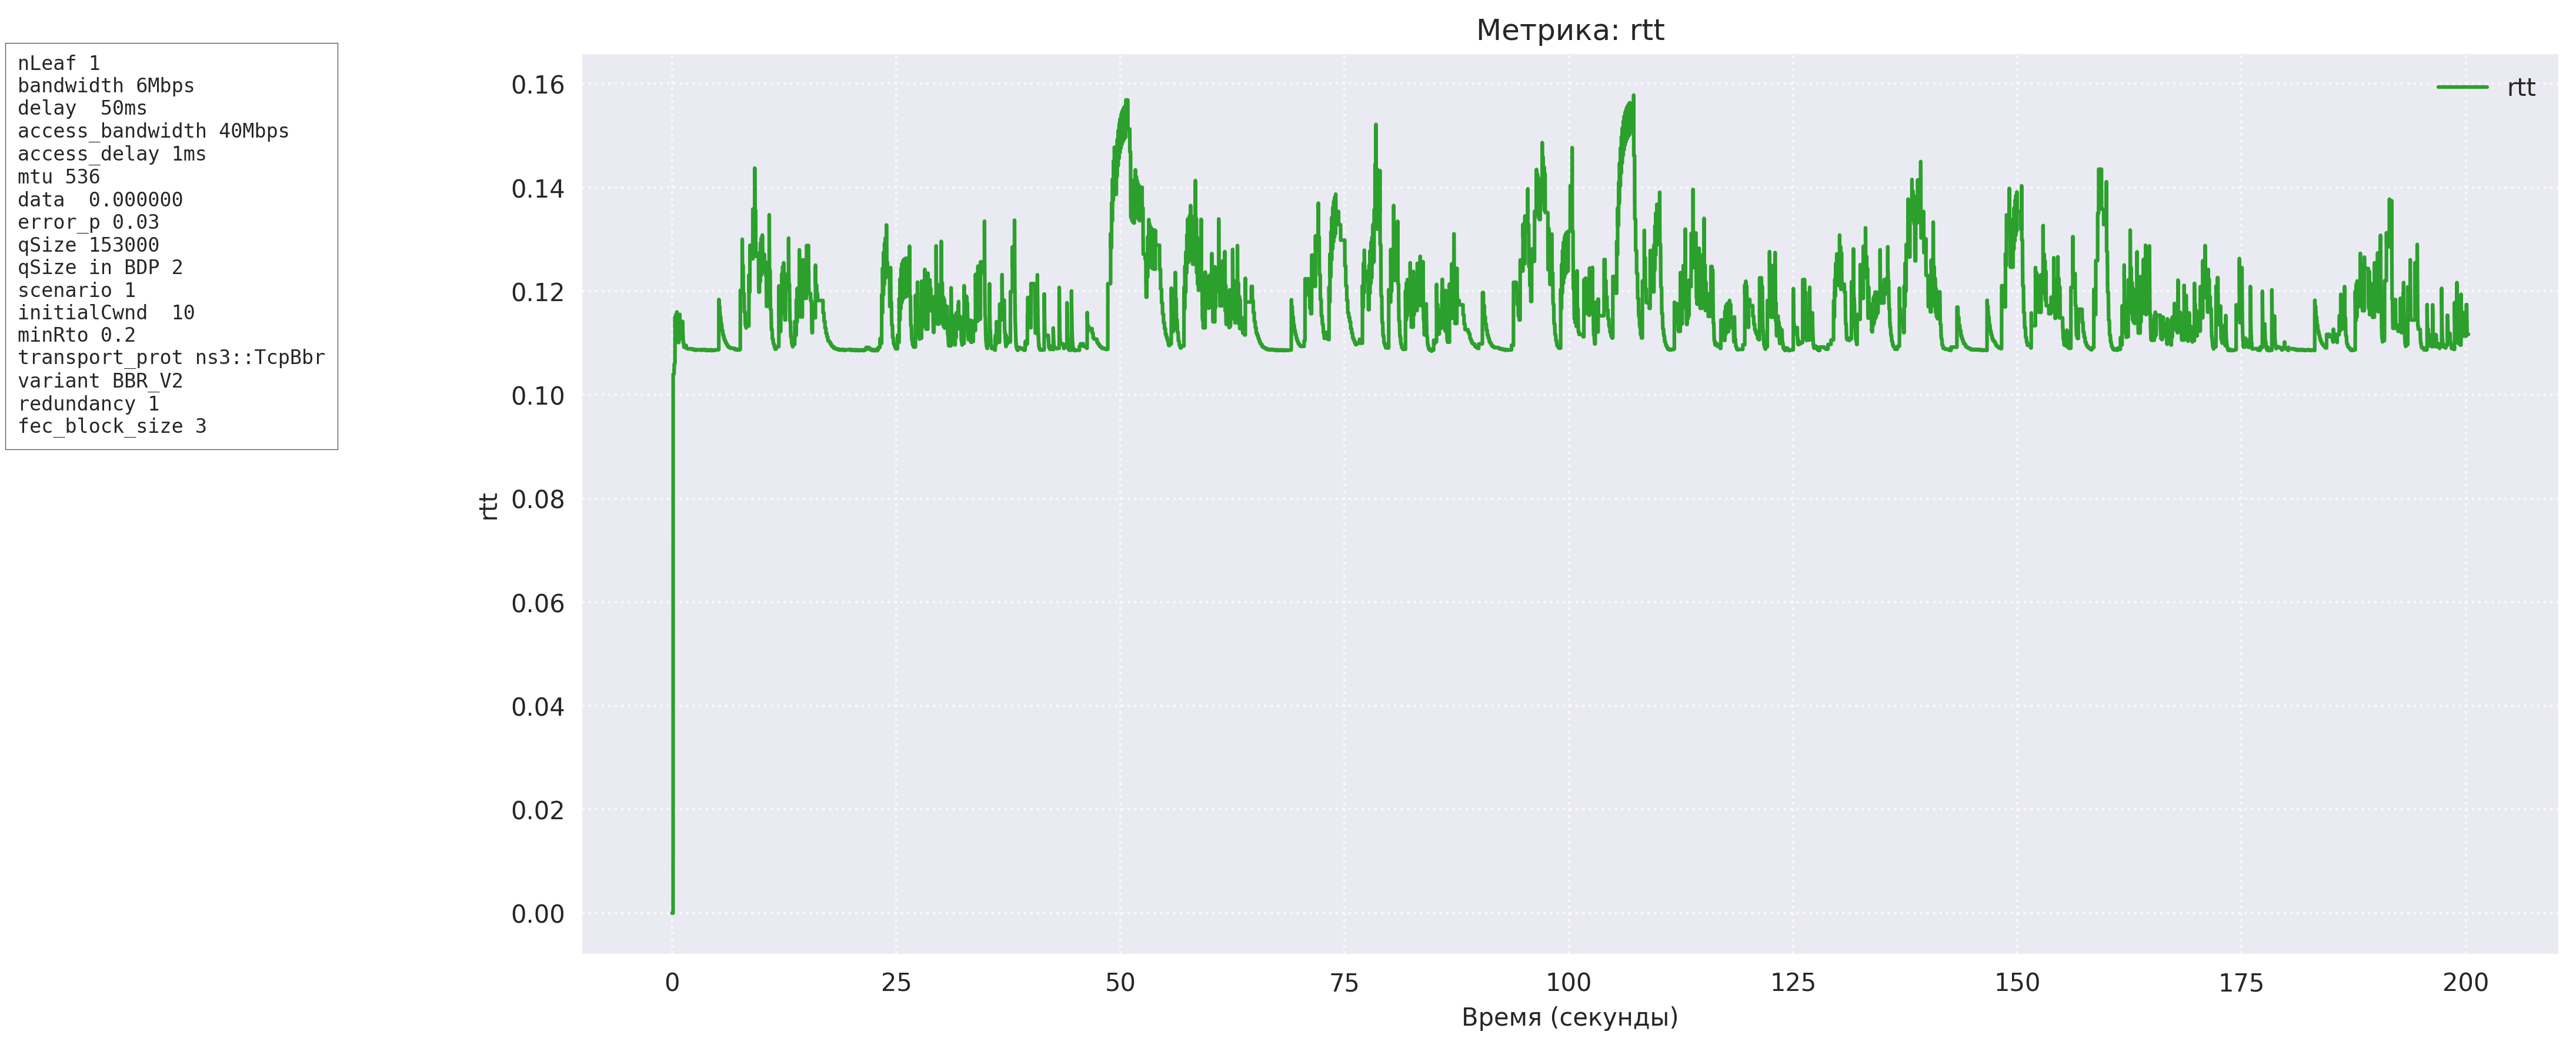 nLeaf 1
bandwidth 6Mbps
delay  50ms
access_bandwidth 40Mbps
access_delay 1ms
mtu 536
data  0.000000
error_p 0.03
qSize 153000
qSize in BDP 2
scenario 1
initialCwnd  10
minRto 0.2
transport_prot ns3::TcpBbr
variant BBR_V2
redundancy 1
fec_block_size 3
Метрика: rtt
rtt
0.16
0.14
0.12
0.10
0.08
0.06
0.04
0.02
0.00
rtt
0
25
50
75
100
125
150
175
200
Время (секунды)